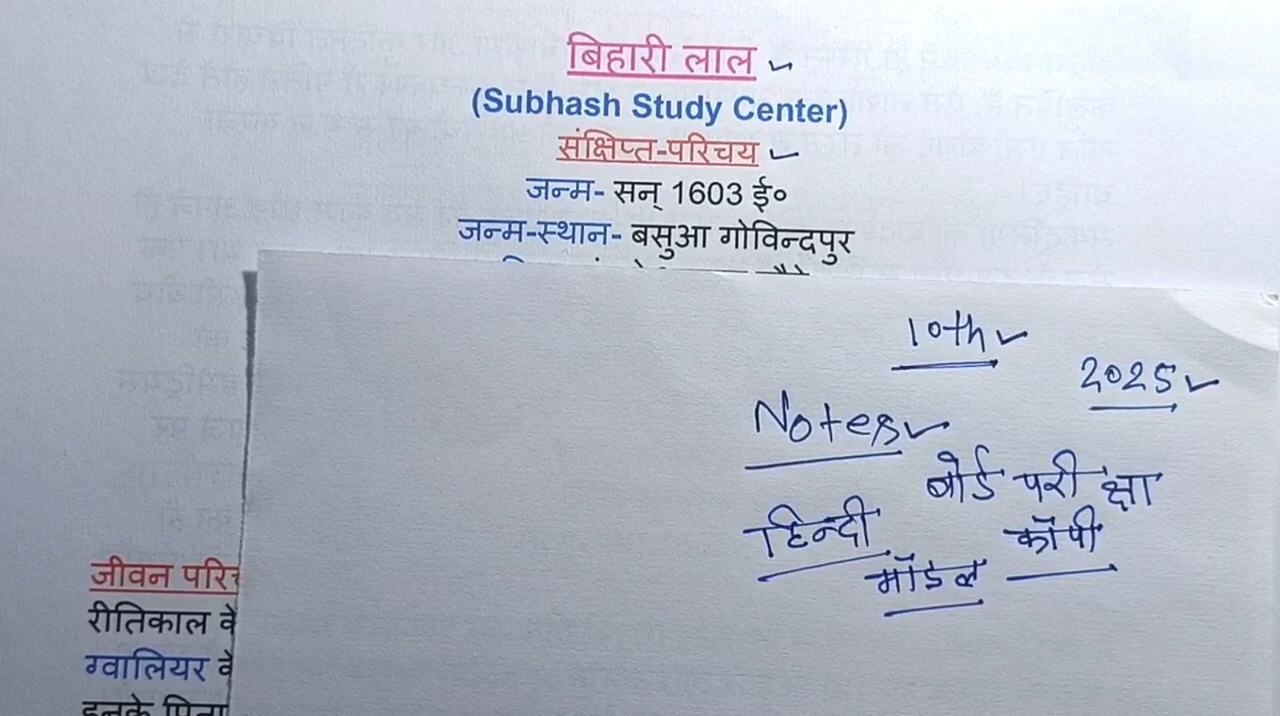 बिहारी लाल
(Subhash Study Center)
संक्षिप्त-परिचय
जन्म- सन् 1603 ई०
जन्म-स्थान- बसुआ गोविन्दपुर
10th
2025
Notes
बोर्ड परीक्षा
हिन्दी
कॉपी
मॉडल
जीवन
रीतिकाल
ग्वालियर
इनके पिता